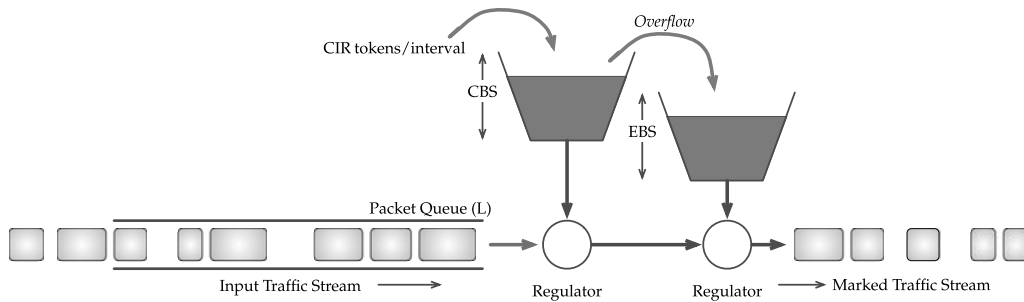 Overflow
CIR tokens/interval
CBS
EBS
Packet Queue (L)
Input Traffic Stream
Regulator
Regulator
Marked Traffic Stream